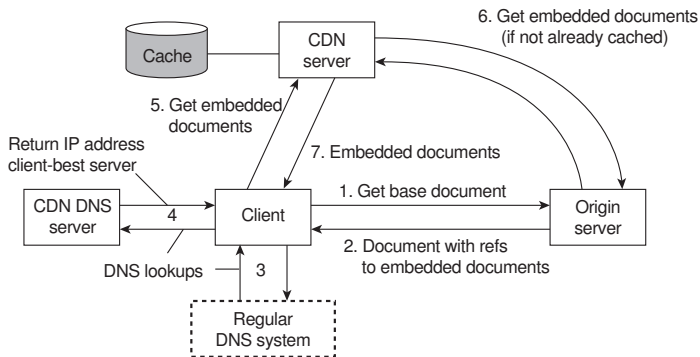 6. Get embedded documents
(if not already cached)
CDN
server
Cache
5. Get embedded
documents
Return IP address
client-best server
7. Embedded documents
1. Get base document
CDN DNS
server
4
Client
Origin
server
2. Document with refs
to embedded documents
DNS lookups
3
Regular
DNS system